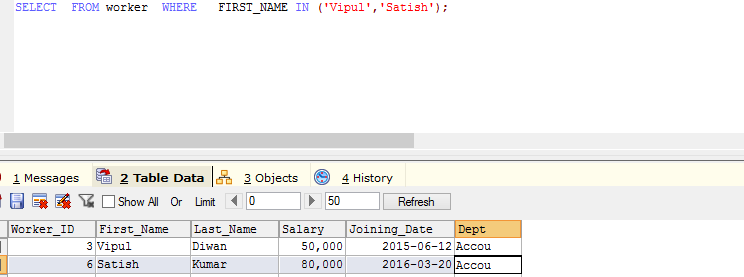 SELECT FROM worker WHERE FIRST_NAME IN ('Vipul','Satish');
1 Messages 2 Table Data 3 Objects 4 History
Show All Or Limit 0 50 Refresh
Worker_ID First_Name Last_Name Salary Joining_Date Dept
3 Vipul Diwan 50,000 2015-06-12 Accou
6 Satish Kumar 80,000 2016-03-20 Accou